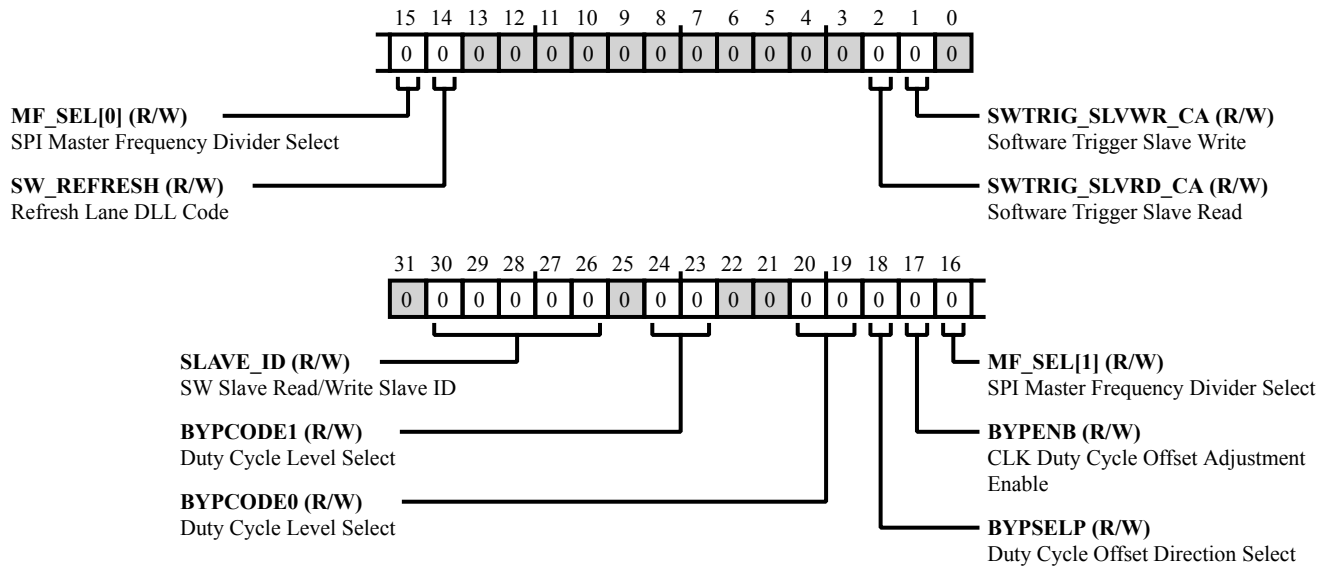 15 14 13 12 11 10 9 8 7 6 5 4 3 2 1 0
0 0 0 0 0 0 0 0 0 0 0 0 0 0 0 0
MF_SEL[0] (R/W)
SPI Master Frequency Divider Select
SW_REFRESH (R/W)
Refresh Lane DLL Code
SWTRIG_SLVWR_CA (R/W)
Software Trigger Slave Write
SWTRIG_SLVRD_CA (R/W)
Software Trigger Slave Read
31 30 29 28 27 26 25 24 23 22 21 20 19 18 17 16
0 0 0 0 0 0 0 0 0 0 0 0 0 0 0 0
SLAVE_ID (R/W)
SW Slave Read/Write Slave ID
BYPCODE1 (R/W)
Duty Cycle Level Select
BYPCODE0 (R/W)
Duty Cycle Level Select
MF_SEL[1] (R/W)
SPI Master Frequency Divider Select
BYPENB (R/W)
CLK Duty Cycle Offset Adjustment
Enable
BYPSELP (R/W)
Duty Cycle Offset Direction Select